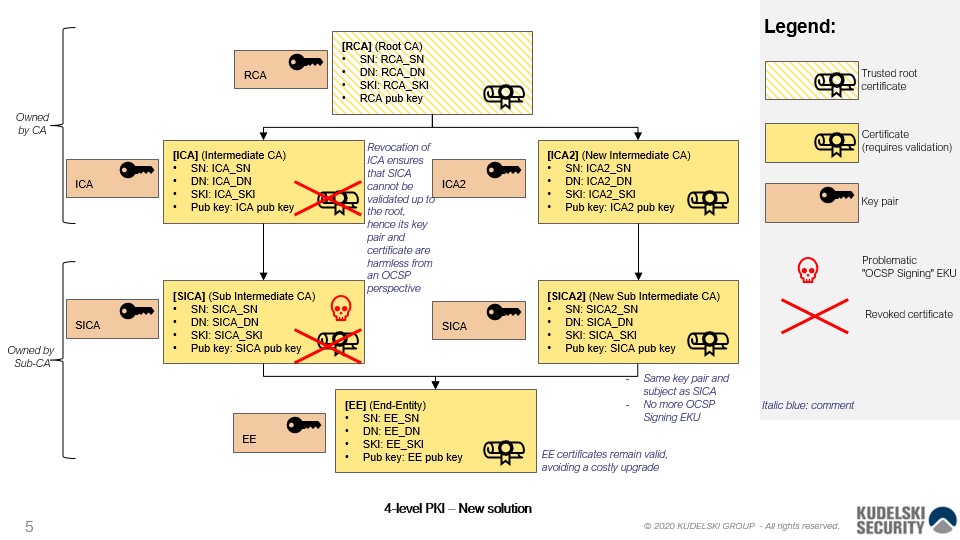 Legend:
[RCA] (Root CA)
• SN: RCA_SN
• DN: RCA_DN
• SKI: RCA_SKI
• RCA pub key
RCA
Trusted root
certificate
Owned
by CA
[ICA] (Intermediate CA)
• SN: ICA_SN
• DN: ICA_DN
• SKI: ICA_SKI
• Pub key: ICA pub key
ICA
Revocation of
ICA ensures
that SICA
cannot be
validated up to
the root,
hence its key
pair and
certificate are
harmless from
an OCSP
perspective
ICA2
[ICA2] (New Intermediate CA)
• SN: ICA2_SN
• DN: ICA2_DN
• SKI: ICA2_SKI
• Pub key: ICA2 pub key
Certificate
(requires validation)
Key pair
Problematic
"OCSP Signing" EKU
Revoked certificate
Owned by
Sub-CA
SICA
[SICA] (Sub Intermediate CA)
• SN: SICA_SN
• DN: SICA_DN
• SKI: SICA_SKI
• Pub key: SICA pub key
SICA
[SICA2] (New Sub Intermediate CA)
• SN: SICA2_SN
• DN: SICA_DN
• SKI: SICA_SKI
• Pub key: SICA pub key
- Same key pair and
subject as SICA
- No more OCSP
Signing EKU
Italic blue: comment
EE
[EE] (End-Entity)
• SN: EE_SN
• DN: EE_DN
• SKI: EE_SKI
• Pub key: EE pub key
EE certificates remain valid,
avoiding a costly upgrade
4-level PKI – New solution
5
© 2020 KUDELSKI GROUP - All rights reserved.
KUDELSKI
SECURITY